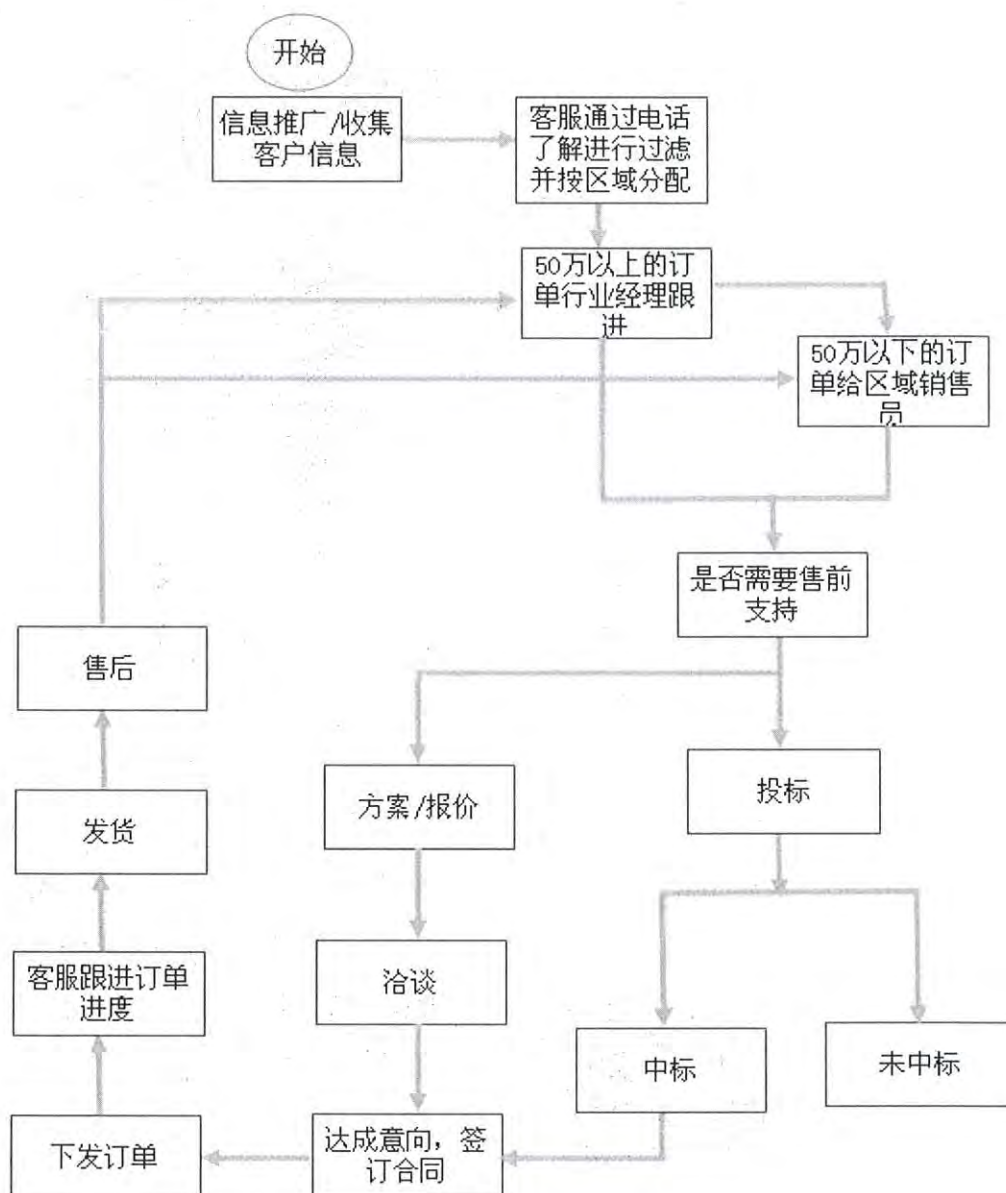 开始
信息推广/收集
客户信息
客服通过电话
了解进行过滤
并按区域分配
50万以上的订
单行业经理跟
进
50万以下的订
单给区域销售
员
是否需要售前
支持
售后
方案/报价
投标
发货
客服跟进订单
进度
洽谈
中标
未中标
下发订单
达成意向，签
订合同